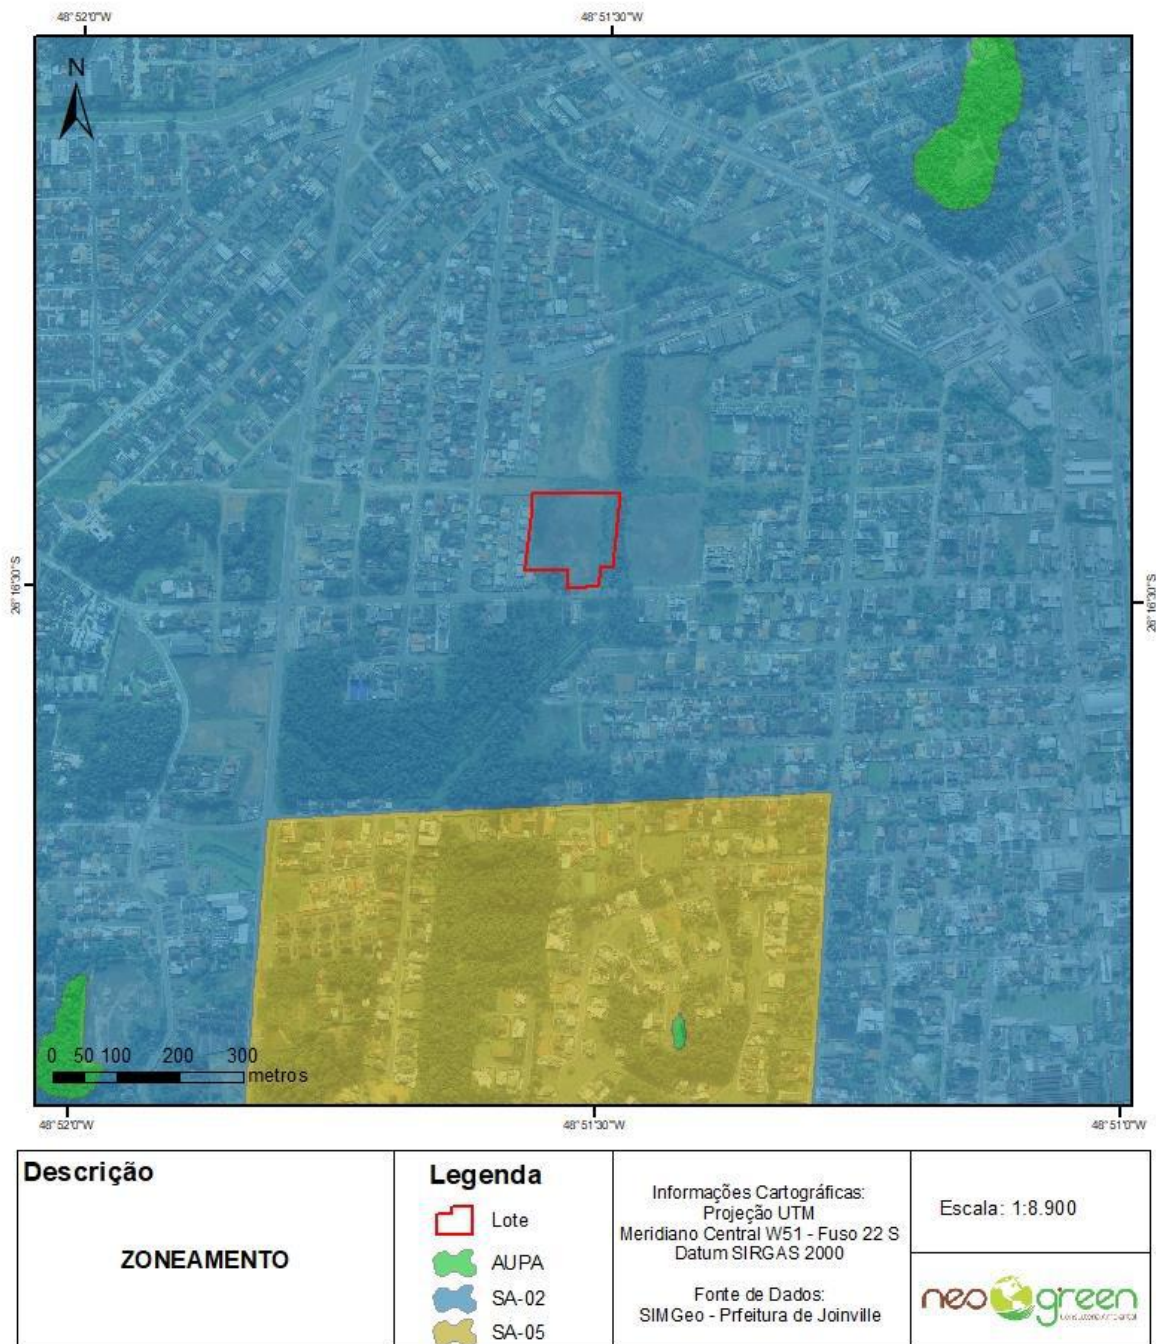 48°52'0"W 48°51'30"W
N
26°16'30"S
26°16'30"S
0 50 100 200 300
metros
48°52'0"W 48°51'30"W 48°51'0"W
Descrição
ZONEAMENTO
Legenda
Lote
AUPA
SA-02
SA-05
Informações Cartográficas:
Projeção UTM
Meridiano Central W51 - Fuso 22 S
Datum SIRGAS 2000
Fonte de Dados:
SIMGeo - Prfeitura de Joinville
Escala: 1:8.900
neogreen
CONSULTORIA AMBIENTAL